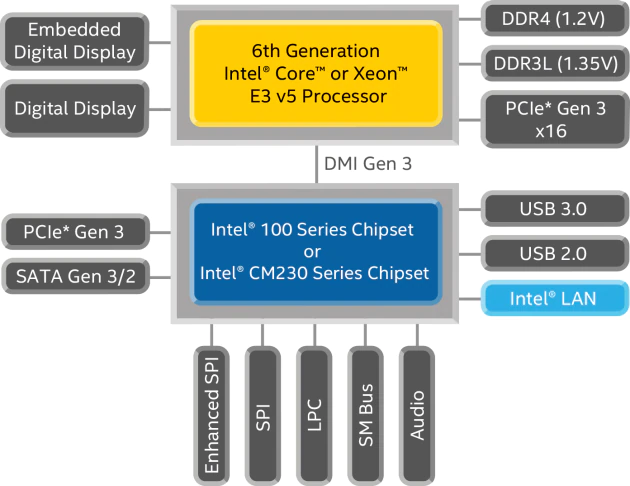 Embedded
Digital Display
Digital Display
6th Generation
Intel® Core™ or Xeon™
E3 v5 Processor
DDR4 (1.2V)
DDR3L (1.35V)
PCIe* Gen 3
x16
DMI Gen 3
PCIe* Gen 3
SATA Gen 3/2
Intel® 100 Series Chipset
or
Intel® CM230 Series Chipset
USB 3.0
USB 2.0
Intel® LAN
Enhanced SPI
SPI
LPC
SM Bus
Audio